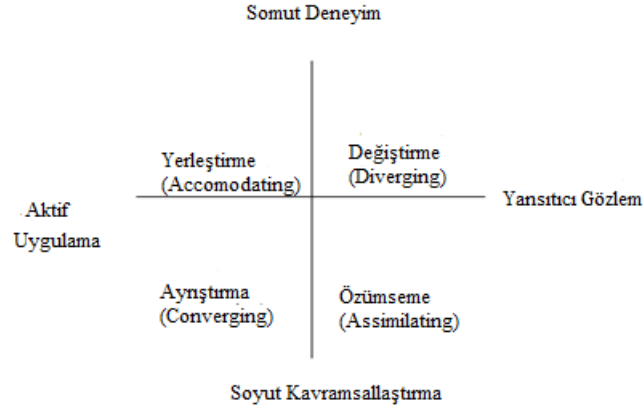 Somut Deneyim
Yerleştirme
(Accomodating)
Değiştirme
(Diverging)
Aktif
Uygulama
Yansıtıcı Gözlem
Ayrıştırma
(Converging)
Özümseme
(Assimilating)
Soyut Kavramsallaştırma